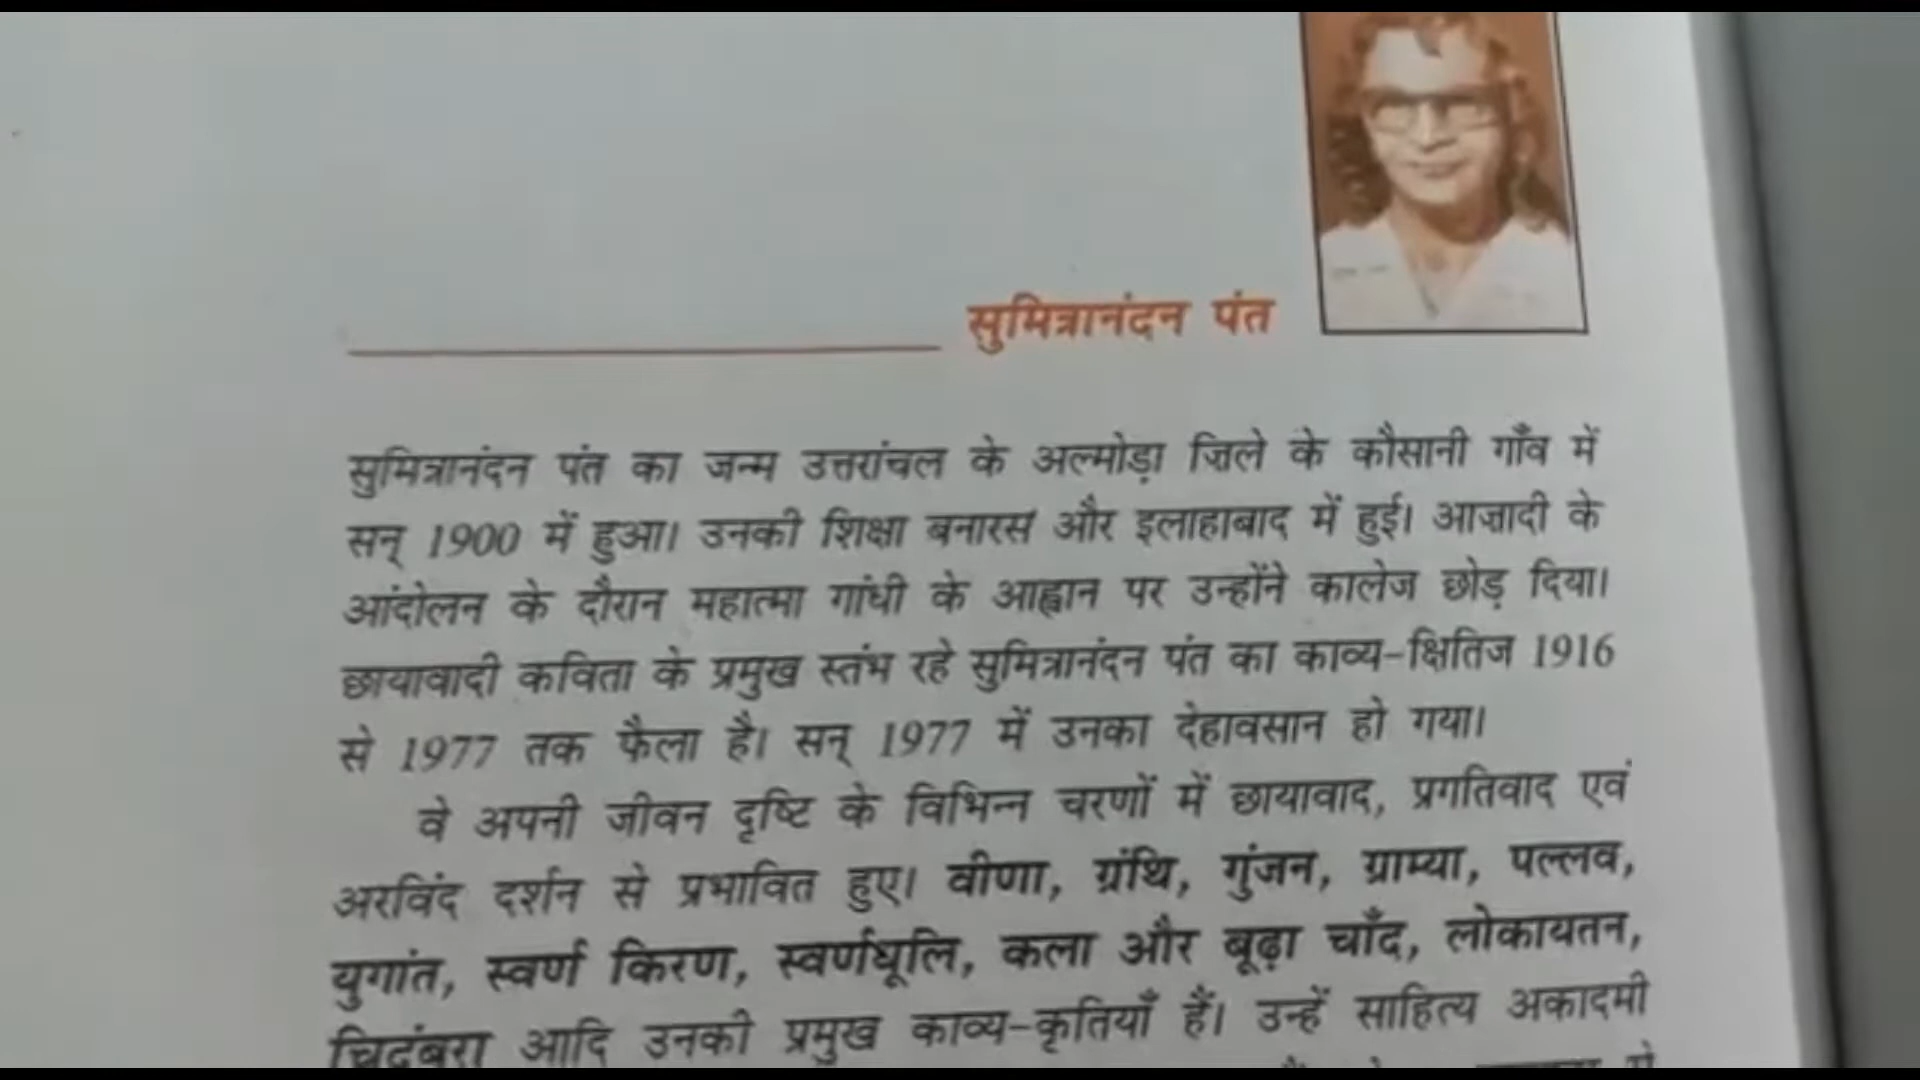 सुमित्रानंदन पंत
सुमित्रानंदन पंत का जन्म उत्तरांचल के अल्मोड़ा ज़िले के कौसानी गाँव में
सन् 1900 में हुआ। उनकी शिक्षा बनारस और इलाहाबाद में हुई। आज़ादी के
आंदोलन के दौरान महात्मा गांधी के आह्वान पर उन्होंने कालेज छोड़ दिया।
छायावादी कविता के प्रमुख स्तंभ रहे सुमित्रानंदन पंत का काव्य-क्षितिज 1916
से 1977 तक फैला है। सन् 1977 में उनका देहावसान हो गया।
वे अपनी जीवन दृष्टि के विभिन्न चरणों में छायावाद, प्रगतिवाद एवं
अरविंद दर्शन से प्रभावित हुए। वीणा, ग्रंथि, गुंजन, ग्राम्या, पल्लव,
युगांत, स्वर्ण किरण, स्वर्णधूलि, कला और बूढ़ा चाँद, लोकायतन,
चिदंबरा आदि उनकी प्रमुख काव्य-कृतियाँ हैं। उन्हें साहित्य अकादमी